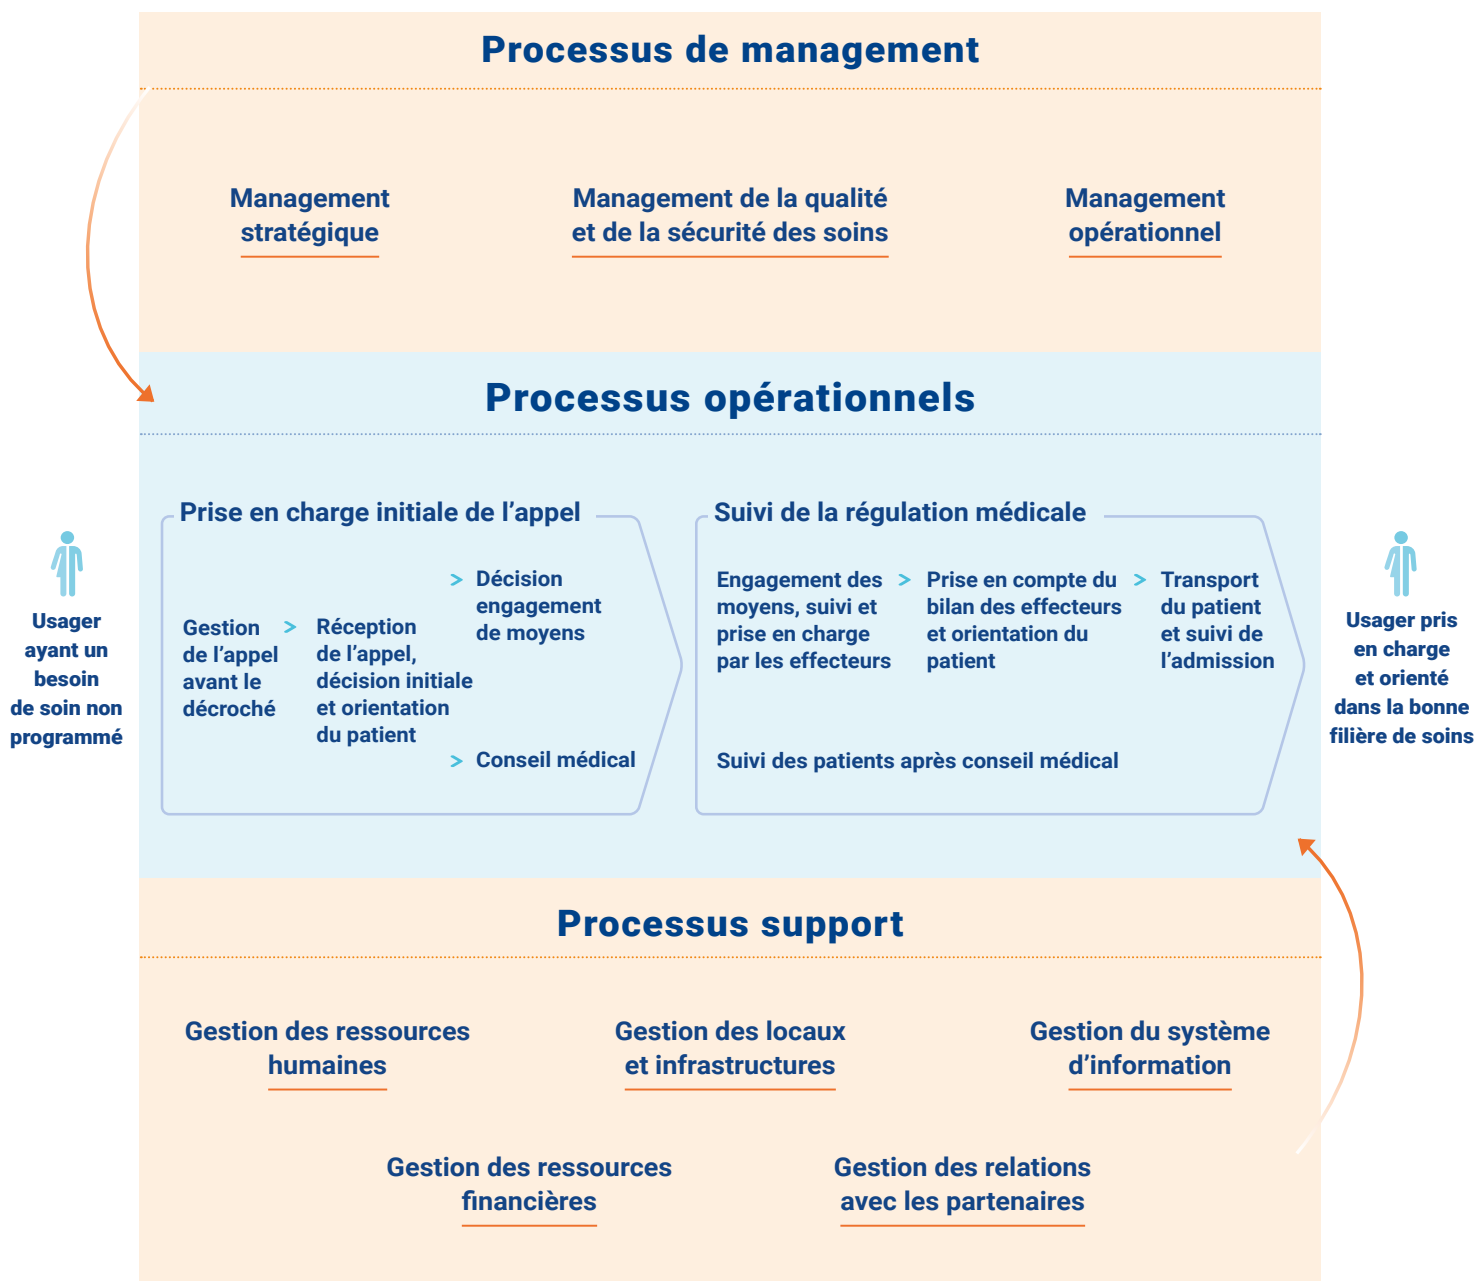 Processus de management
Management
stratégique
Management de la qualité
et de la sécurité des soins
Management
opérationnel
Processus opérationnels
Usager
ayant un
besoin
de soin non
programmé
Prise en charge initiale de l’appel
Gestion
de l’appel
avant le
décroché
>
Réception
de l’appel,
décision initiale
et orientation
du patient
> Décision
engagement
de moyens
> Conseil médical
Suivi de la régulation médicale
Engagement des
moyens, suivi et
prise en charge
par les effecteurs
>
Prise en compte du
bilan des effecteurs
et orientation du
patient
>
Transport
du patient
et suivi de
l’admission
Suivi des patients après conseil médical
Usager pris
en charge
et orienté
dans la bonne
filière de soins
Processus support
Gestion des ressources
humaines
Gestion des locaux
et infrastructures
Gestion du système
d’information
Gestion des ressources
financières
Gestion des relations
avec les partenaires